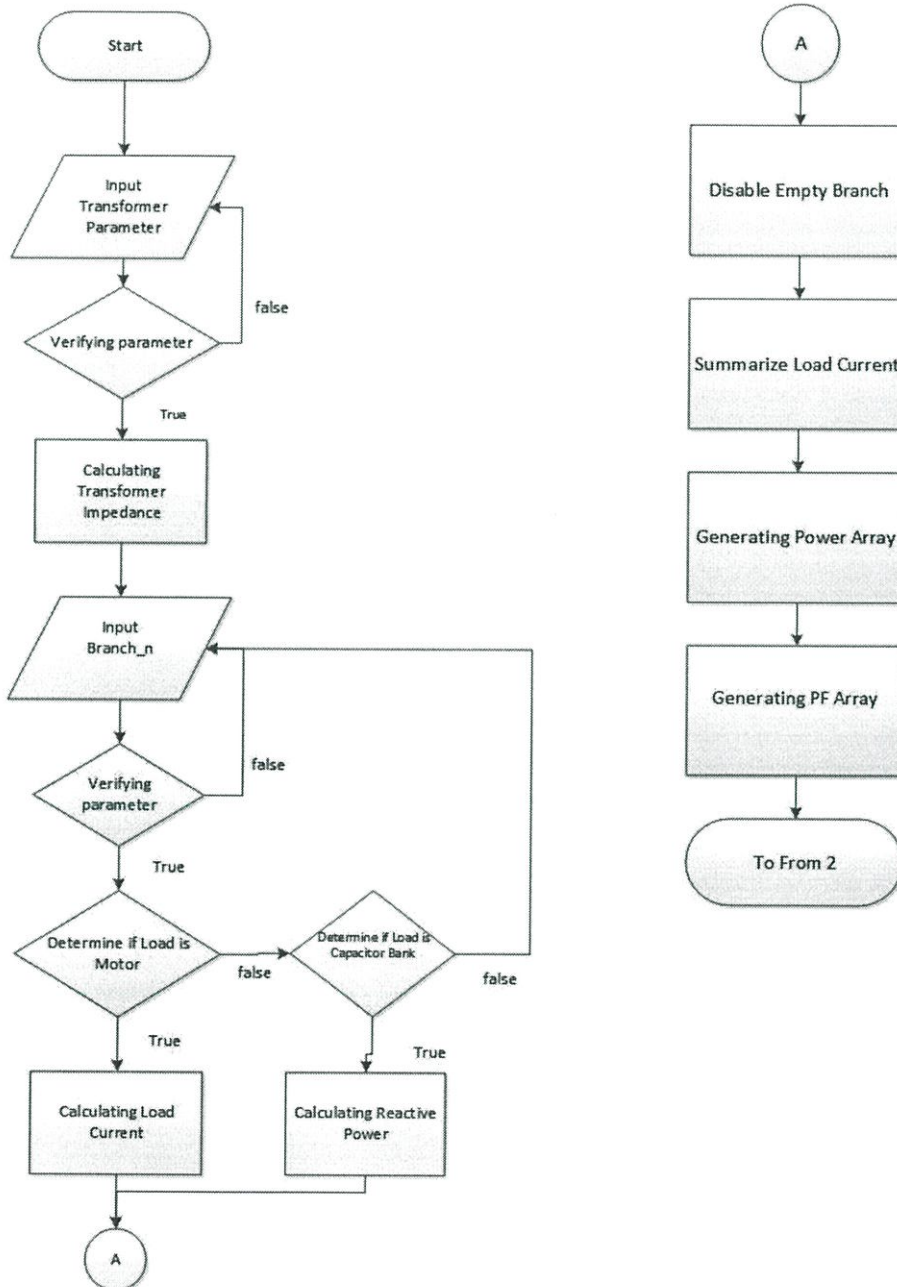 Start
Input
Transformer
Parameter
false
Verifying parameter
True
Calculating
Transformer
Impedance
Input
Branch_n
false
Verifying
parameter
True
Determine if Load is
Motor
false
Determine if Load is
Capacitor Bank
false
True
True
Calculating Load
Current
Calculating Reactive
Power
A
A
Disable Empty Branch
Summarize Load Current
Generating Power Array
Generating PF Array
To From 2